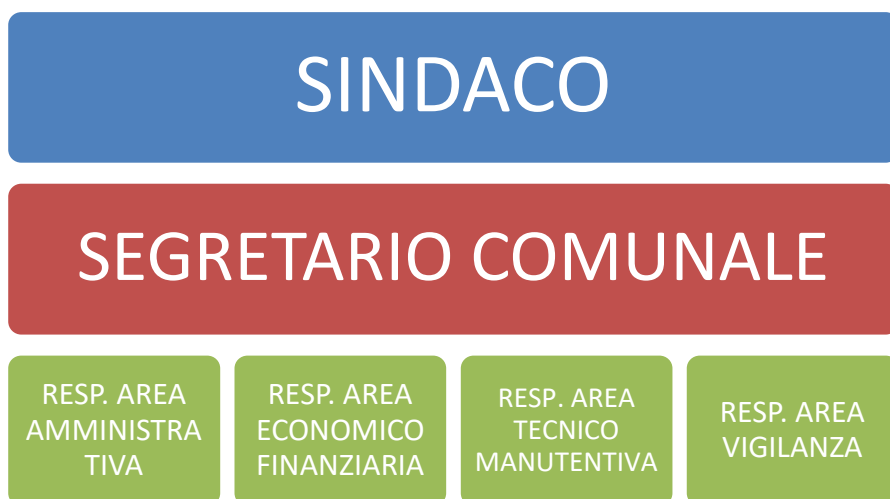 SINDACO
SEGRETARIO COMUNALE
RESP. AREA
AMMINISTRA
TIVA
RESP. AREA
ECONOMICO
FINANZIARIA
RESP. AREA
TECNICO
MANUTENTIVA
RESP. AREA
VIGILANZA